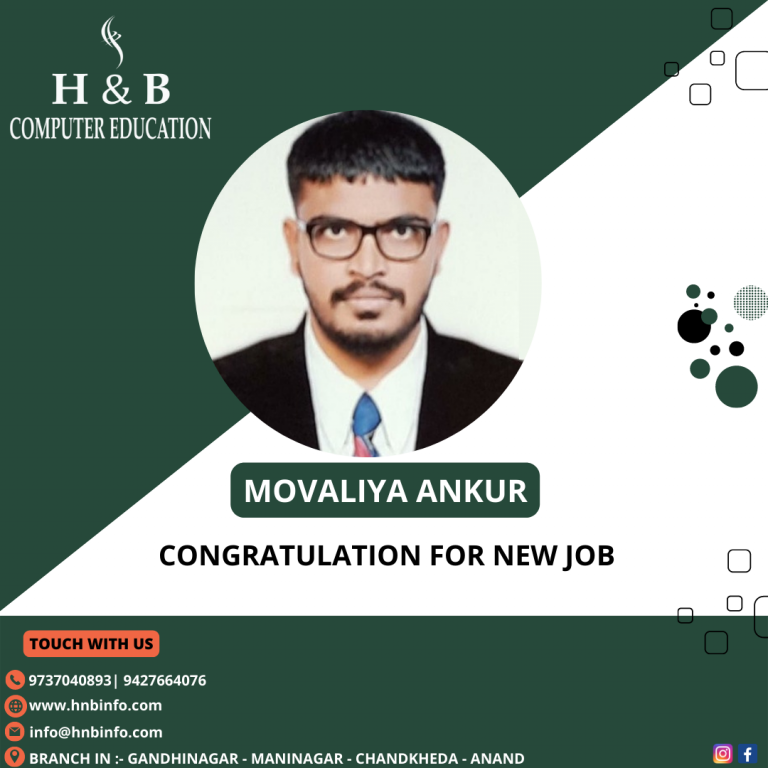 H & B
COMPUTER EDUCATION
MOVALIYA ANKUR
CONGRATULATION FOR NEW JOB
TOUCH WITH US
9737040893| 9427664076
www.hnbinfo.com
info@hnbinfo.com
BRANCH IN :- GANDHINAGAR - MANINAGAR - CHANDKHEDA - ANAND